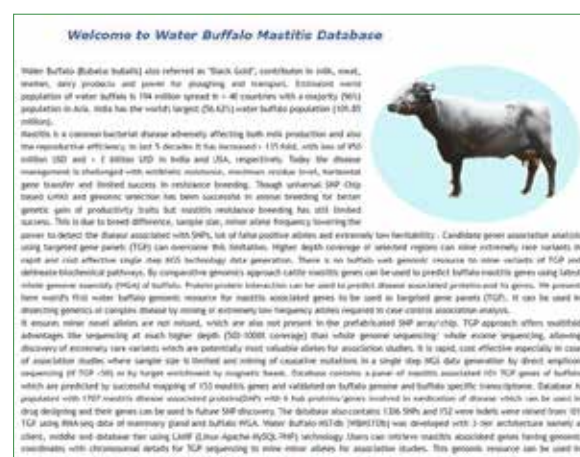 Welcome to Water Buffalo Mastitis Database
Water Buffalo (Bubalus bubalis) also referred as "Black Gold", contributes in milk, meat,
leather, dairy products and power for ploughing and transport. Estimated world
population of water buffalo is 194 million spread in > 40 countries with a majority (96%)
population in Asia. India has the world's largest (56.63%) water buffalo population (109.85
million).
Mastitis is a common bacterial disease adversely affecting both milk production and also
the reproductive efficiency. In last 5 decades it has increased > 115 fold, with loss of
million USD and > 2 billion USD in India and USA, respectively. Today the disease
management is challenged with antibiotic resistance, maximum residue level, horizontal
gene transfer and limited success in resistance breeding. Though universal SNP Chip
based and genomic selection has been successful in animal breeding for better
genetic gain of productivity traits but mastitis resistance breeding has still limited
success. This is due to breed difference, sample size, minor allele frequency lowering the
power to detect the disease associated with SNPs, lot of false positive alleles and extremely low heritability. Candidate genes association analysis
using targeted gene panels (TGP) can overcome this limitation. Higher depth coverage of selected regions can mine extremely rare variants in
rapid and cost effective single step NGS technology data generation. There is no buffalo web genomic resource to mine variants of TGP and
delineate biochemical pathways. By comparative genomics approach cattle mastitis genes can be used to predict buffalo mastitis genes using latest
whole genome assembly (WGA) of buffalo. Protein-protein interaction can be used to predict disease associated proteins and its genes. We present
here world's first water buffalo genomic resource for mastitis associated genes to be used as targeted gene panels (TGP). It can be used in
dissecting genetics of complex disease by mining of extremely low frequency alleles required in case-control association analysis.
It ensures minor novel alleles are not missed, which are also not present in the prefabricated SNP array/chip. TGP approach offers
advantages like sequencing at much higher depth (500-1000X coverage) than whole genome sequencing/ whole exome sequencing, allowing
discovery of extremely rare variants which are potentially most valuable alleles for association studies. It is rapid, cost effective especially in case
of association studies where sample size is limited and mining of causative mutations in a single step NGS data generation by direct amplicon
sequencing (if TGP <50) or by target enrichment by magnetic beads. Database contains a panel of mastitis associated TGP genes of buffalo
which are predicted by successful mapping of mastitis genes and validated on buffalo genome and buffalo specific transcriptome. Database is
populated with mastitis disease associated proteins(DAPs) with 6 hub proteins/genes involved in of disease which can be used in
drug designing and their genes can be used in future SNP discovery. The database also contains SNPs and were indels were mined from
TGP using RNA-seq data of mammary gland and buffalo WGA. Water Buffalo was developed with 3-tier architecture namely a
client, middle and database tier using LAMP (Linux Apache MySQL PHP) technology. Users can retrieve mastitis associated genes having genomic
coordinates with chromosomal details for TGP sequencing to mine minor alleles for association studies. This genomic resource can be used in